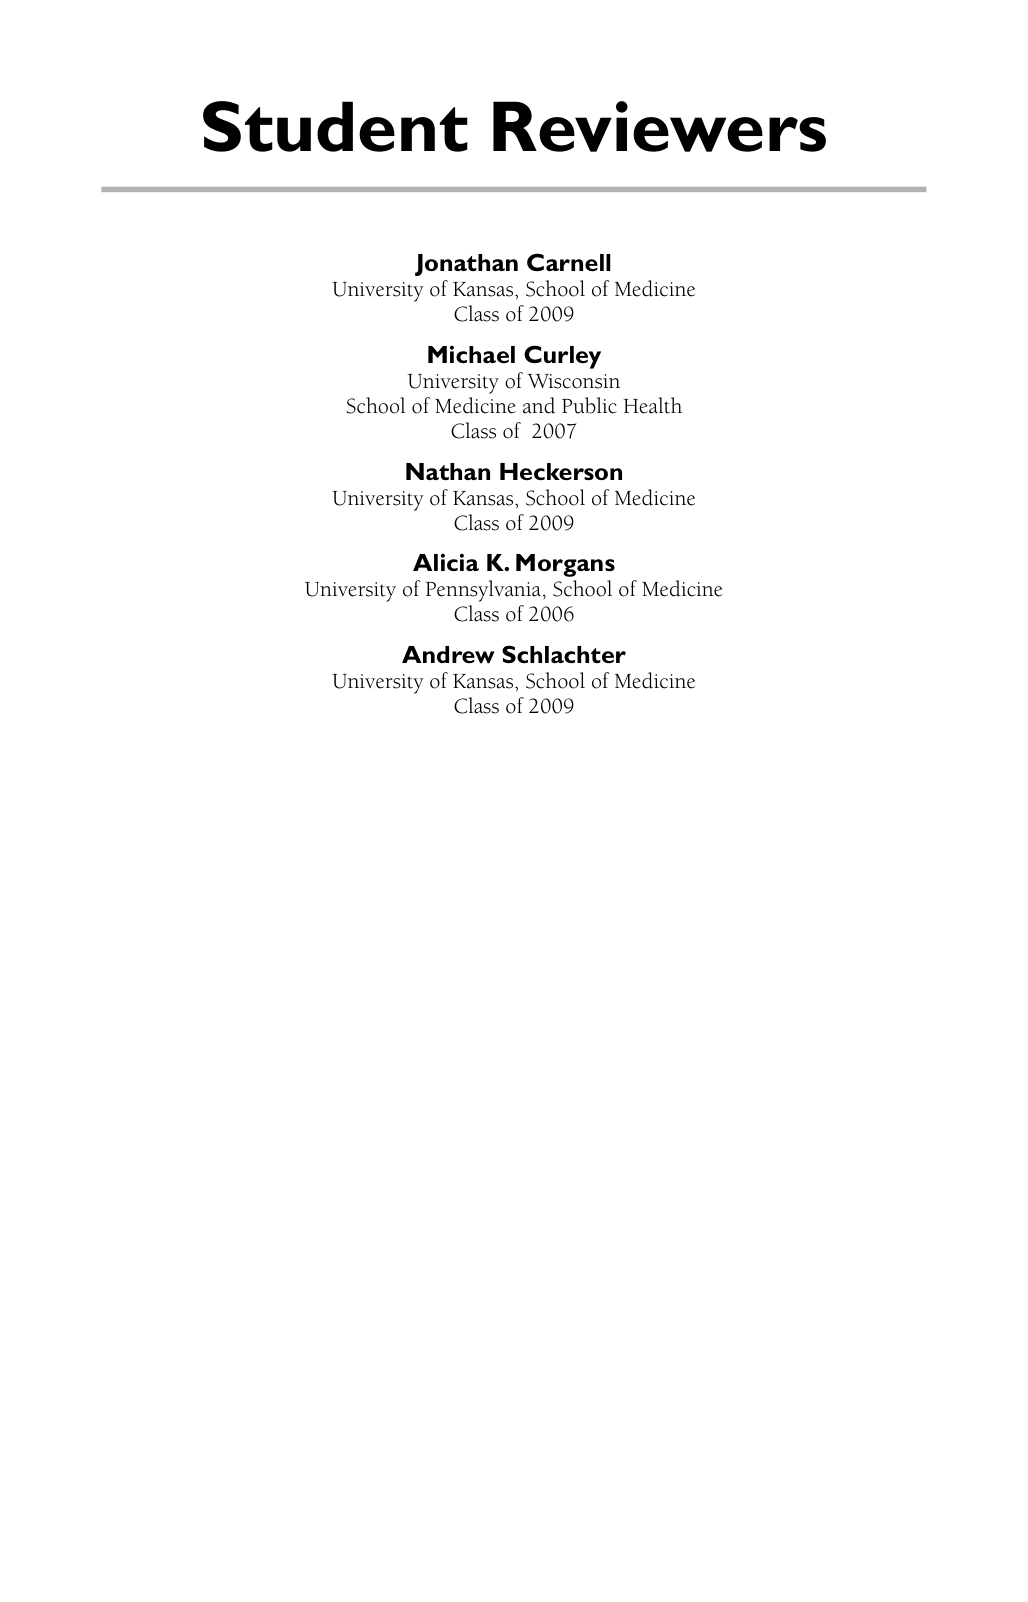 Student Reviewers
Jonathan Carnell
University of Kansas, School of Medicine
Class of 2009
Michael Curley
University of Wisconsin
School of Medicine and Public Health
Class of  2007
Nathan Heckerson
University of Kansas, School of Medicine
Class of 2009
Alicia K. Morgans
University of Pennsylvania, School of Medicine
Class of 2006
Andrew Schlachter
University of Kansas, School of Medicine
Class of 2009